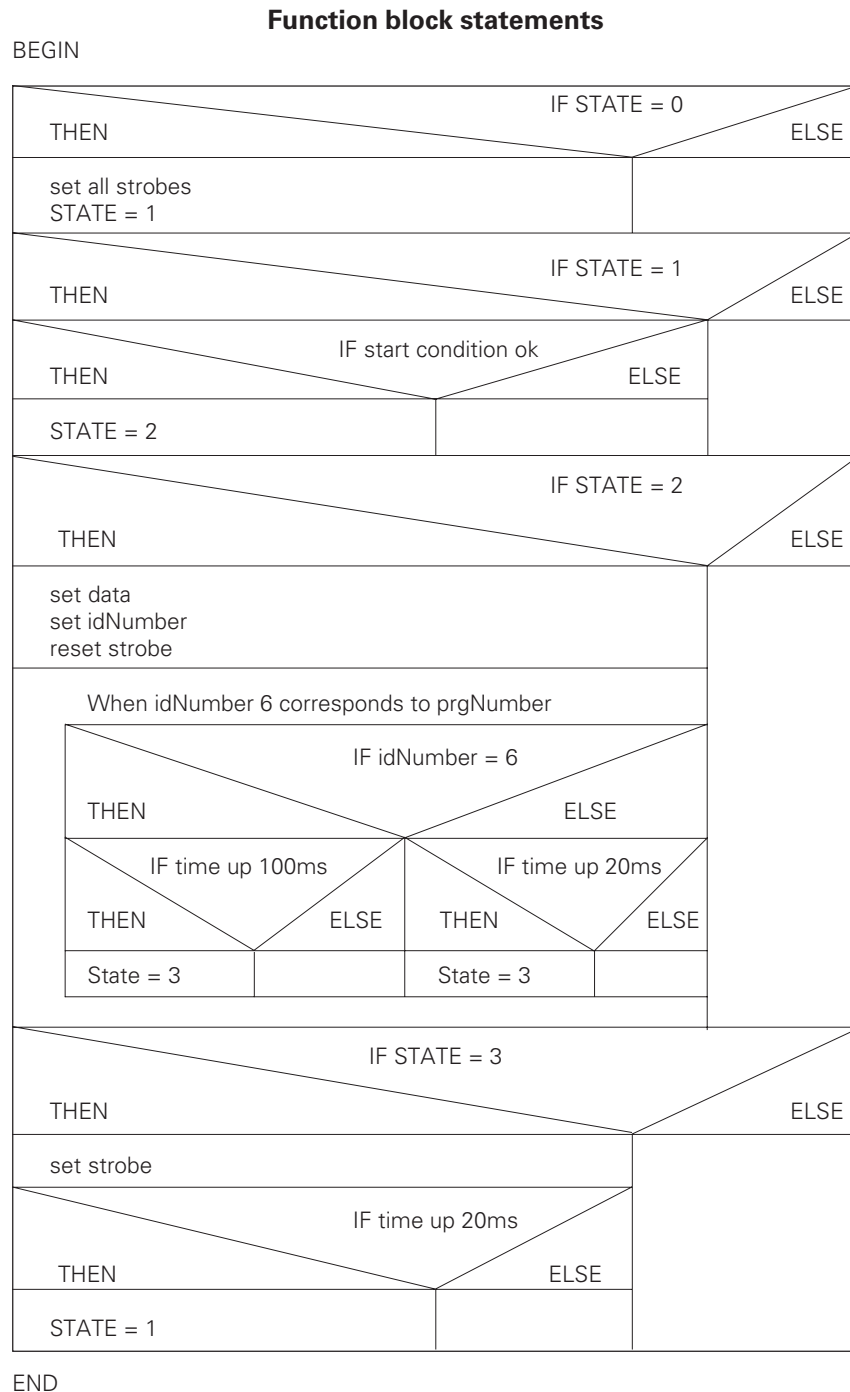 Function block statements
BEGIN
IF STATE = 0
THEN
ELSE
set all strobes
STATE = 1
IF STATE = 1
THEN
ELSE
IF start condition ok
THEN
ELSE
STATE = 2
IF STATE = 2
THEN
ELSE
set data
set idNumber
reset strobe
When idNumber 6 corresponds to prgNumber
IF idNumber = 6
THEN
ELSE
IF time up 100ms
IF time up 20ms
THEN
ELSE
THEN
ELSE
State = 3
State = 3
IF STATE = 3
THEN
ELSE
set strobe
IF time up 20ms
THEN
ELSE
STATE = 1
END